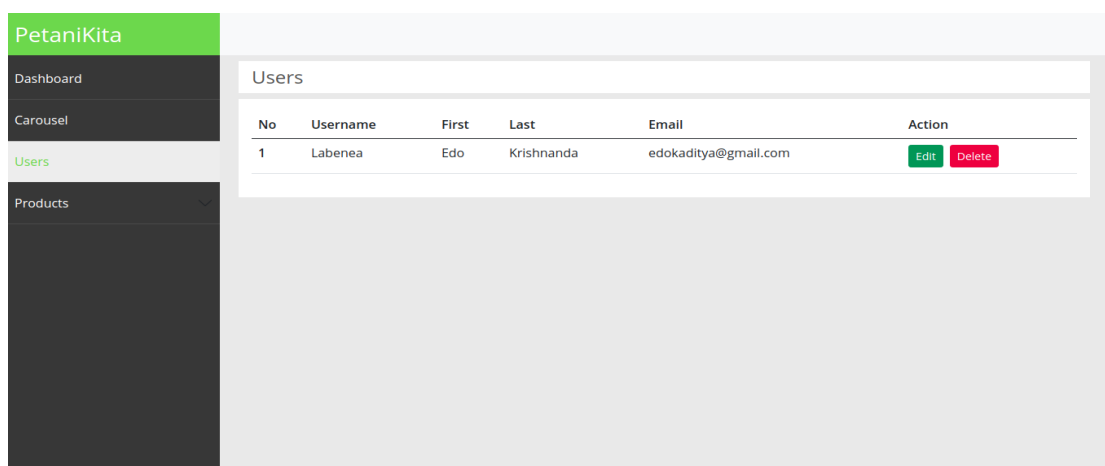 PetaniKita
Dashboard
Carousel
Users
Products
Users
No Username First Last Email Action
1 Labenea Edo Krishnanda edokaditya@gmail.com Edit Delete